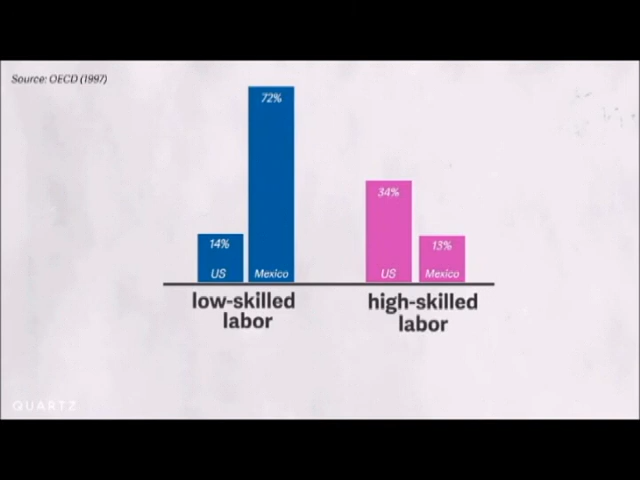 Source: OECD (1997)
72%
34%
14%
13%
US
Mexico
US
Mexico
low-skilled
labor
high-skilled
labor
QUARTZ